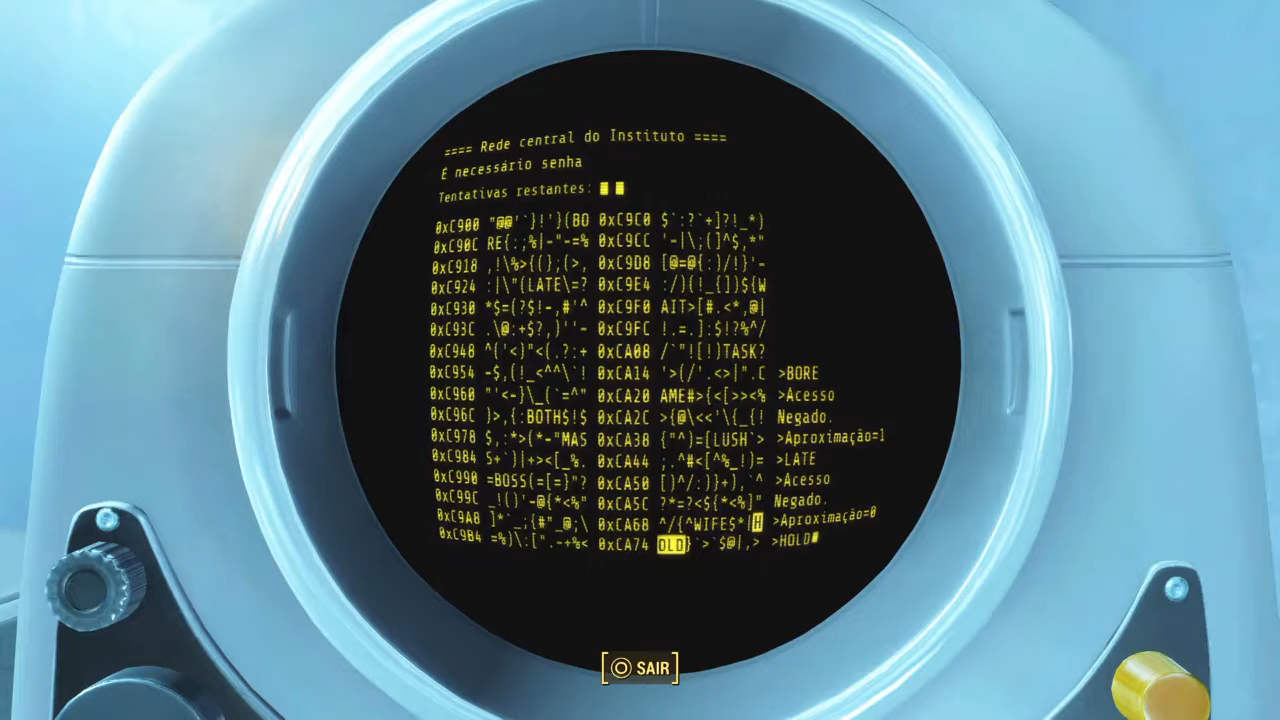 ==== Rede central do Instituto ====
É necessário senha
Tentativas restantes:
0xC900 "@@'`}!'}(BO 0xC9C0 $`:?`+]?!_*)
0xC90C RE{:;%|-"-=% 0xC9CC '-|\;(]^$,*"
0xC918 ,!\%>{(};(>, 0xC9D8 [@=@{:)/!}'-
0xC924 :|\"(LATE\=? 0xC9E4 :/)(!_{])${W
0xC930 *$=(?$!-,#'^ 0xC9F0 AIT>[#.<*,@|
0xC93C .\@:+$?,)''- 0xC9FC !.=.]:$!?%^/
0xC948 ^('<)"<(.?:+ 0xCA08 /`"![!)TASK?
0xC954 -$,(!_<^^\`! 0xCA14 '>(/'.<>|".C >BORE
0xC960 "'<-}\_(`=^" 0xCA20 AME#>{<[>><% >Acesso
0xC96C }>,{:BOTH$!$ 0xCA2C >{@\<<'\{_{! Negado.
0xC978 $,:*>(*-"MAS 0xCA38 {"^)=[LUSH`> >Aproximação=1
0xC984 S+`)|+><[_%. 0xCA44 ;.^#<[^%_!)= >LATE
0xC990 =BOSS(=[=}"? 0xCA50 [)^/:)}+),`^ >Acesso
0xC99C _!()'-@{*<%" 0xCA5C ?*=?<${*<%]" Negado.
0xC9A8 ]*`_;{#"_@;\ 0xCA68 ^/{^WIFE$*|H >Aproximação=0
0xC9B4 =%)\:[".-+%< 0xCA74 OLD}`>`$@|,> >HOLD
SAIR